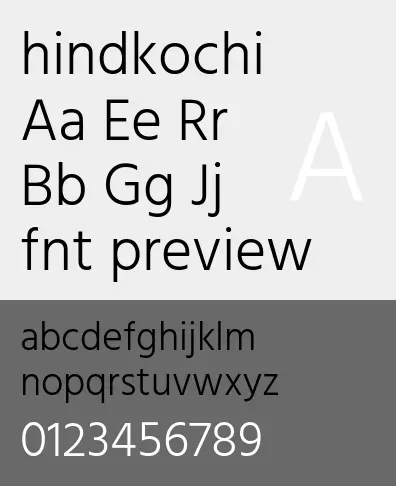 hindkochi
Aa Ee Rr
A
Bb Gg Jj
fnt preview
abcdefghijklm
nopqrstuvwxyz
0123456789